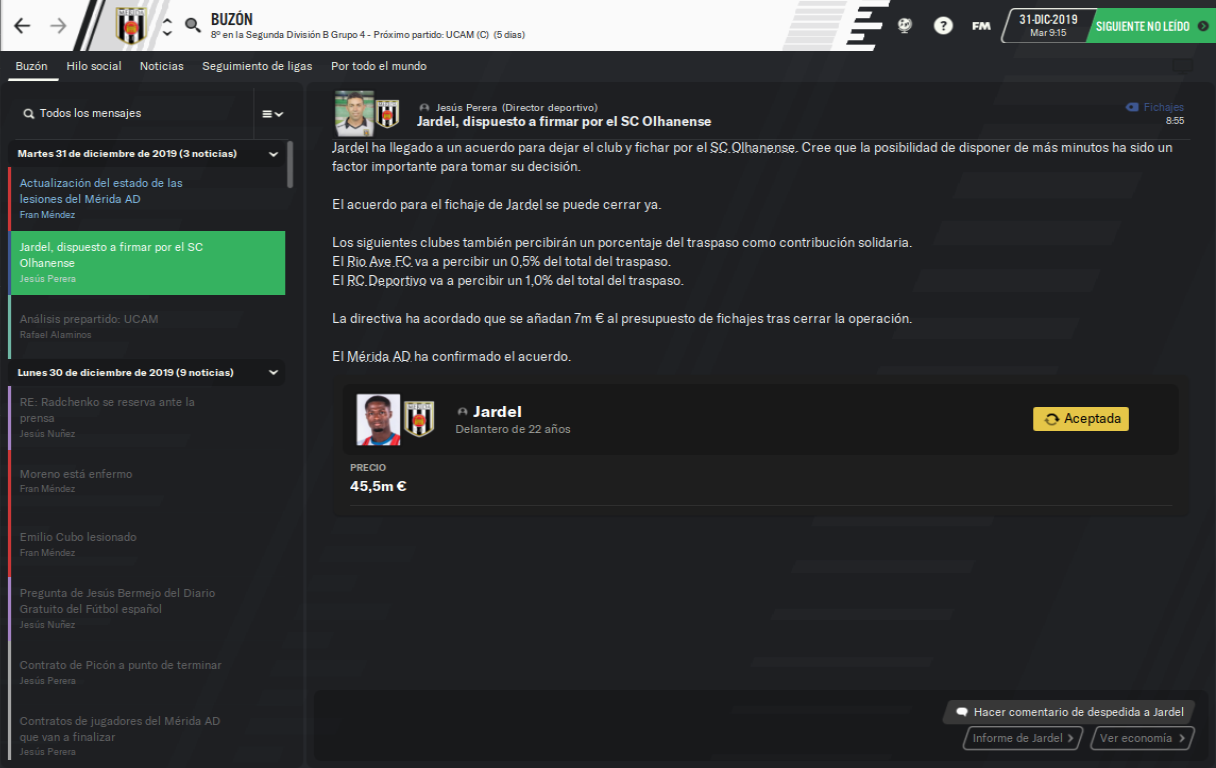 BUZÓN
8º en la Segunda División B Grupo 4 - Próximo partido: UCAM (C) (5 días)
?
FM
31-DIC-2019
Mar 9:15
SIGUIENTE NO LEÍDO
Buzón Hilo social Noticias Seguimiento de ligas Por todo el mundo
Todos los mensajes
Martes 31 de diciembre de 2019 (3 noticias)
Actualización del estado de las
lesiones del Mérida AD
Fran Méndez
Jardel, dispuesto a firmar por el SC
Olhanense
Jesús Perera
Análisis prepartido: UCAM
Rafael Alaminos
Lunes 30 de diciembre de 2019 (9 noticias)
RE: Radchenko se reserva ante la
prensa
Jesús Nuñez
Moreno está enfermo
Fran Méndez
Emilio Cubo lesionado
Fran Méndez
Pregunta de Jesús Bermejo del Diario
Gratuito del Fútbol español
Jesús Nuñez
Contrato de Picón a punto de terminar
Jesús Perera
Contratos de jugadores del Mérida AD
que van a finalizar
Jesús Perera
Jesús Perera (Director deportivo)
Jardel, dispuesto a firmar por el SC Olhanense
Fichajes
8:55
Jardel ha llegado a un acuerdo para dejar el club y fichar por el SC Olhanense. Cree que la posibilidad de disponer de más minutos ha sido un
factor importante para tomar su decisión.
El acuerdo para el fichaje de Jardel se puede cerrar ya.
Los siguientes clubes también percibirán un porcentaje del traspaso como contribución solidaria.
El Rio Ave FC va a percibir un 0,5% del total del traspaso.
El RC Deportivo va a percibir un 1,0% del total del traspaso.
La directiva ha acordado que se añadan 7m € al presupuesto de fichajes tras cerrar la operación.
El Mérida AD ha confirmado el acuerdo.
Jardel
Delantero de 22 años
Aceptada
PRECIO
45,5m €
Hacer comentario de despedida a Jardel
Informe de Jardel
Ver economía